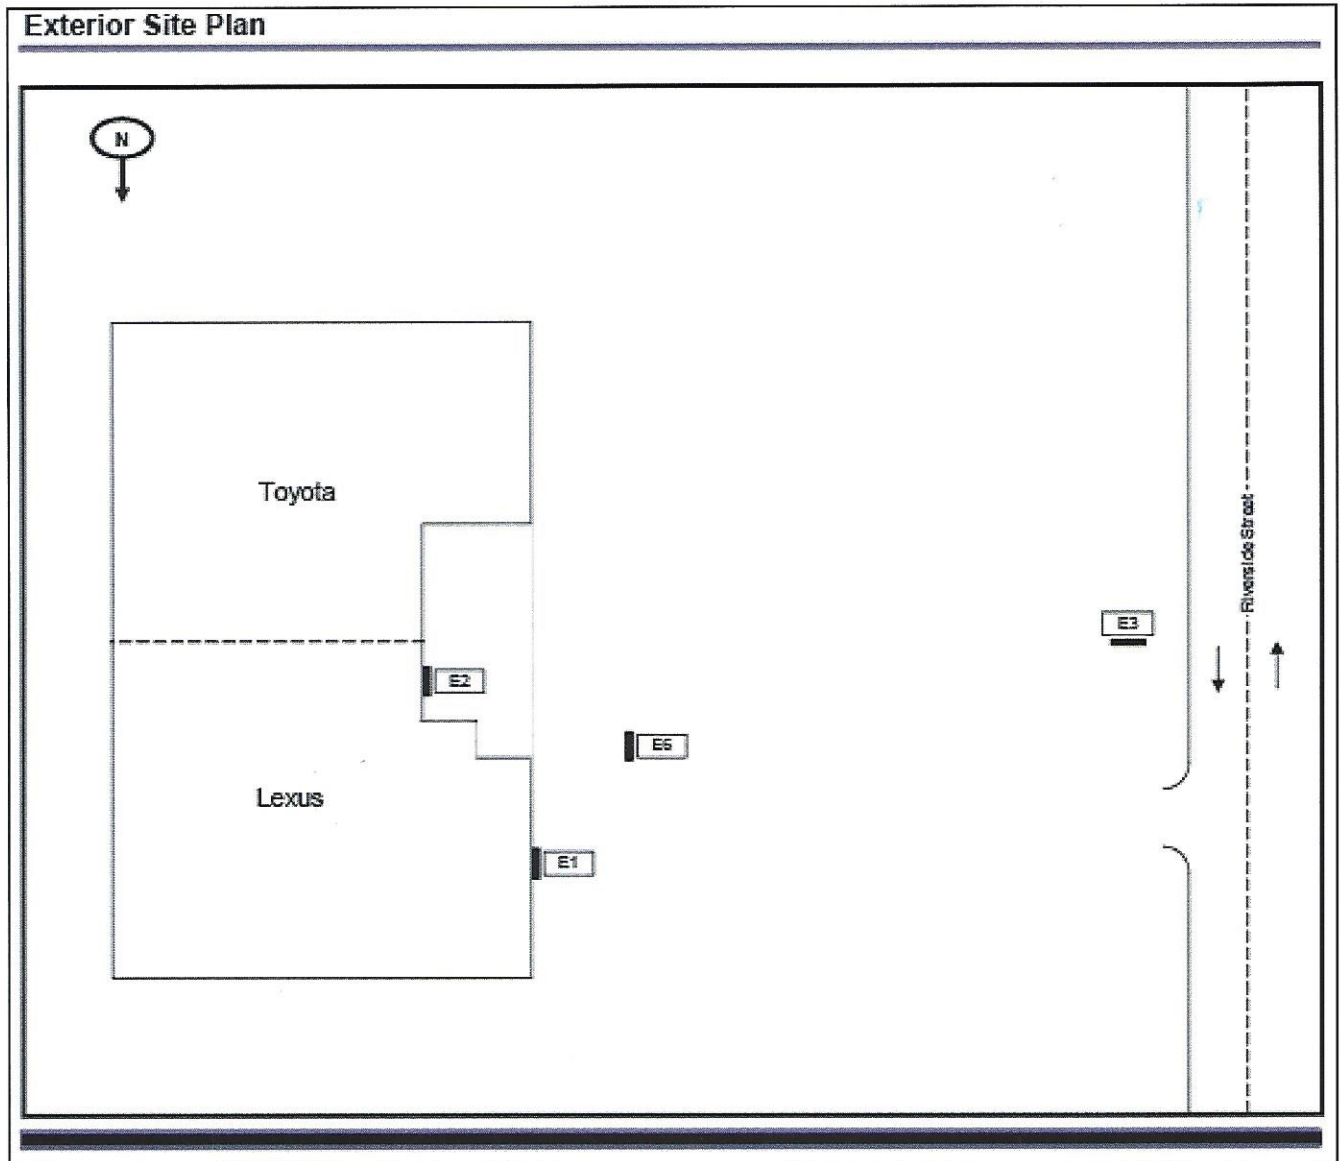 Exterior Site Plan
N
Toyota
Riverside Street
E3
E2
E6
Lexus
E1